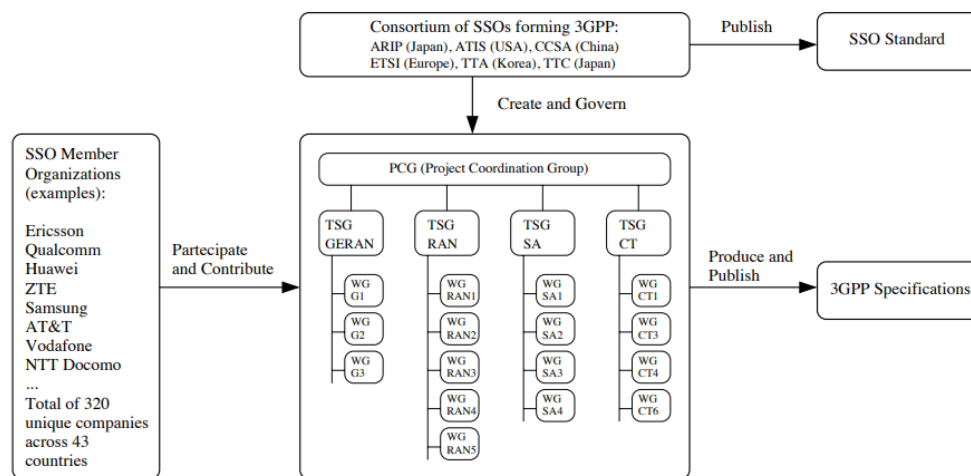 Consortium of SSOs forming 3GPP:
ARIP (Japan), ATIS (USA), CCSA (China)
ETSI (Europe), TTA (Korea), TTC (Japan)
Publish
SSO Standard
Create and Govern
SSO Member
Organizations
(examples):
Ericsson
Qualcomm
Huawei
ZTE
Samsung
AT&T
Vodafone
NTT Docomo
...
Total of 320
unique companies
across 43
countries
Partecipate
and Contribute
PCG (Project Coordination Group)
TSG
GERAN
WG
G1
WG
G2
WG
G3
TSG
RAN
WG
RAN1
WG
RAN2
WG
RAN3
WG
RAN4
WG
RAN5
TSG
SA
WG
SA1
WG
SA2
WG
SA3
WG
SA4
TSG
CT
WG
CT1
WG
CT3
WG
CT4
WG
CT6
Produce and
Publish
3GPP Specifications